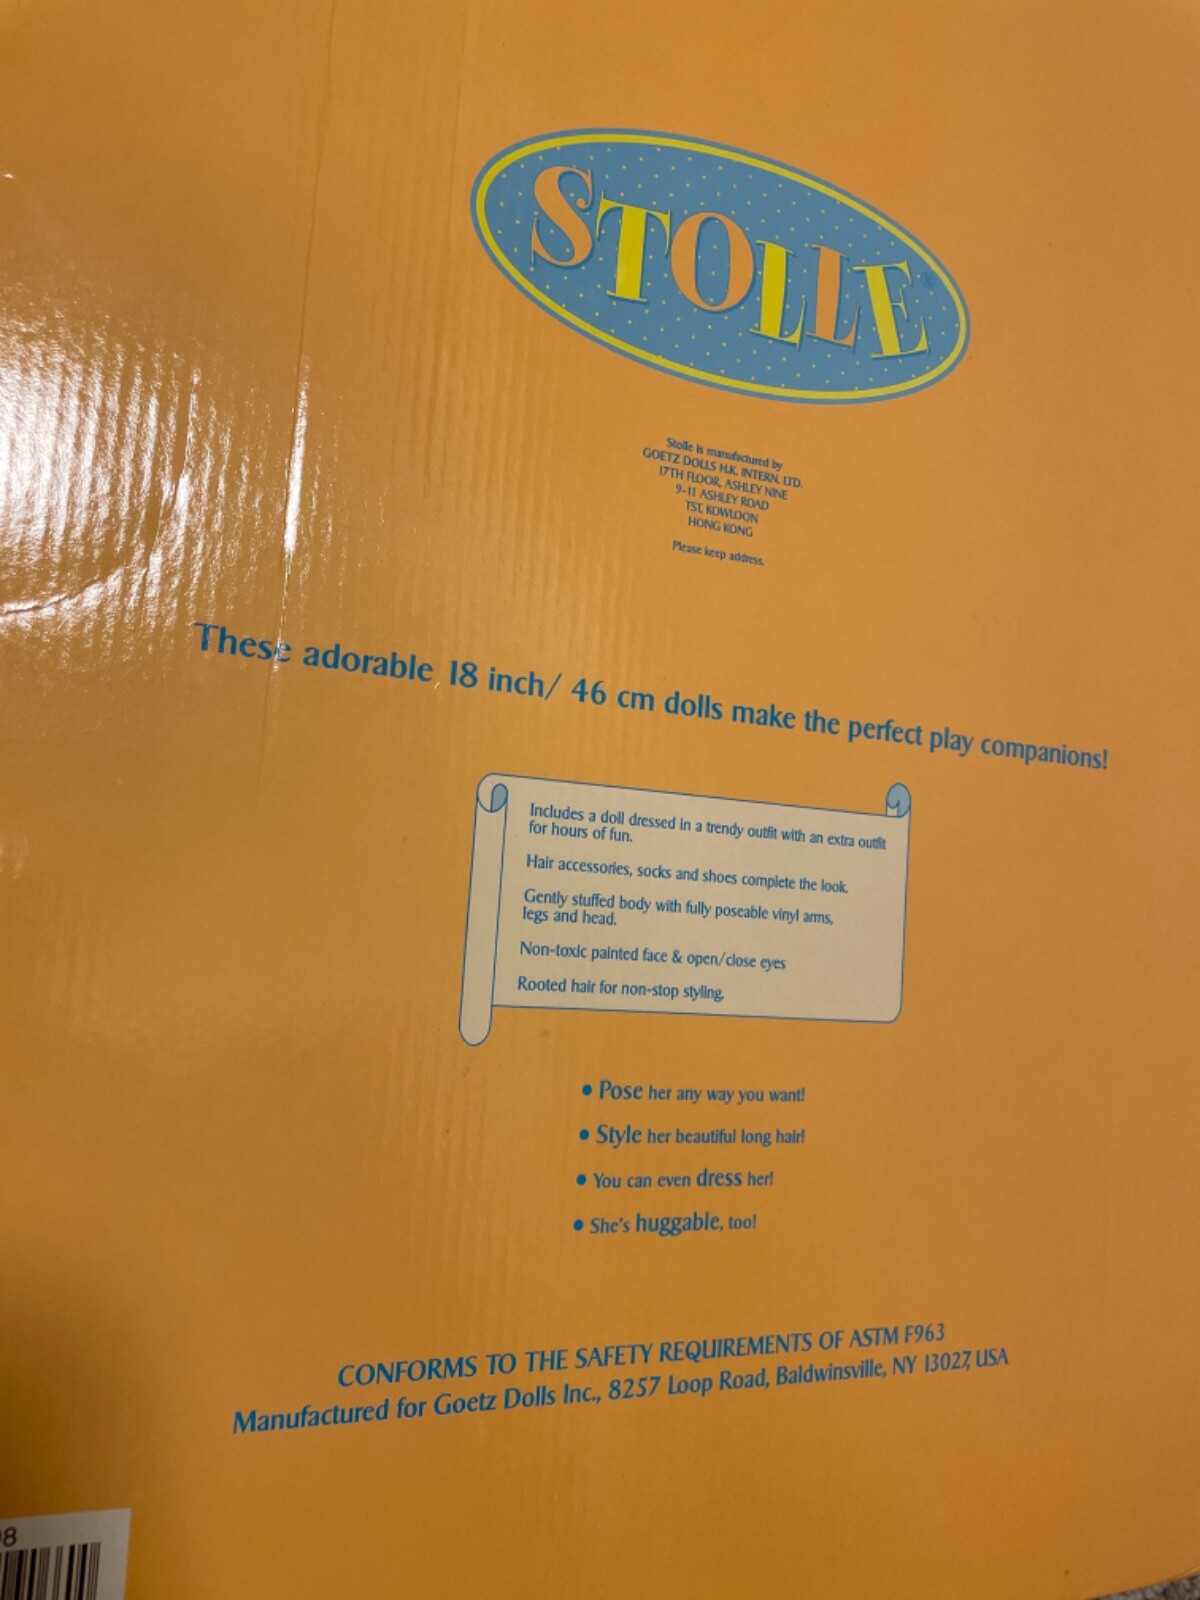 STOLLE®
Stolle is manufactured by
GOETZ DOLLS H.K. INTERN. LTD.
17TH FLOOR, ASHLEY NINE
9-11 ASHLEY ROAD
TST, KOWLOON
HONG KONG
Please keep address.
These adorable 18 inch/ 46 cm dolls make the perfect play companions!
Includes a doll dressed in a trendy outfit with an extra outfit
for hours of fun.
Hair accessories, socks and shoes complete the look.
Gently stuffed body with fully poseable vinyl arms,
legs and head.
Non-toxic painted face & open/close eyes
Rooted hair for non-stop styling.
• Pose her any way you want!
• Style her beautiful long hair!
• You can even dress her!
• She's huggable, too!
CONFORMS TO THE SAFETY REQUIREMENTS OF ASTM F963
Manufactured for Goetz Dolls Inc., 8257 Loop Road, Baldwinsville, NY 13027, USA
8